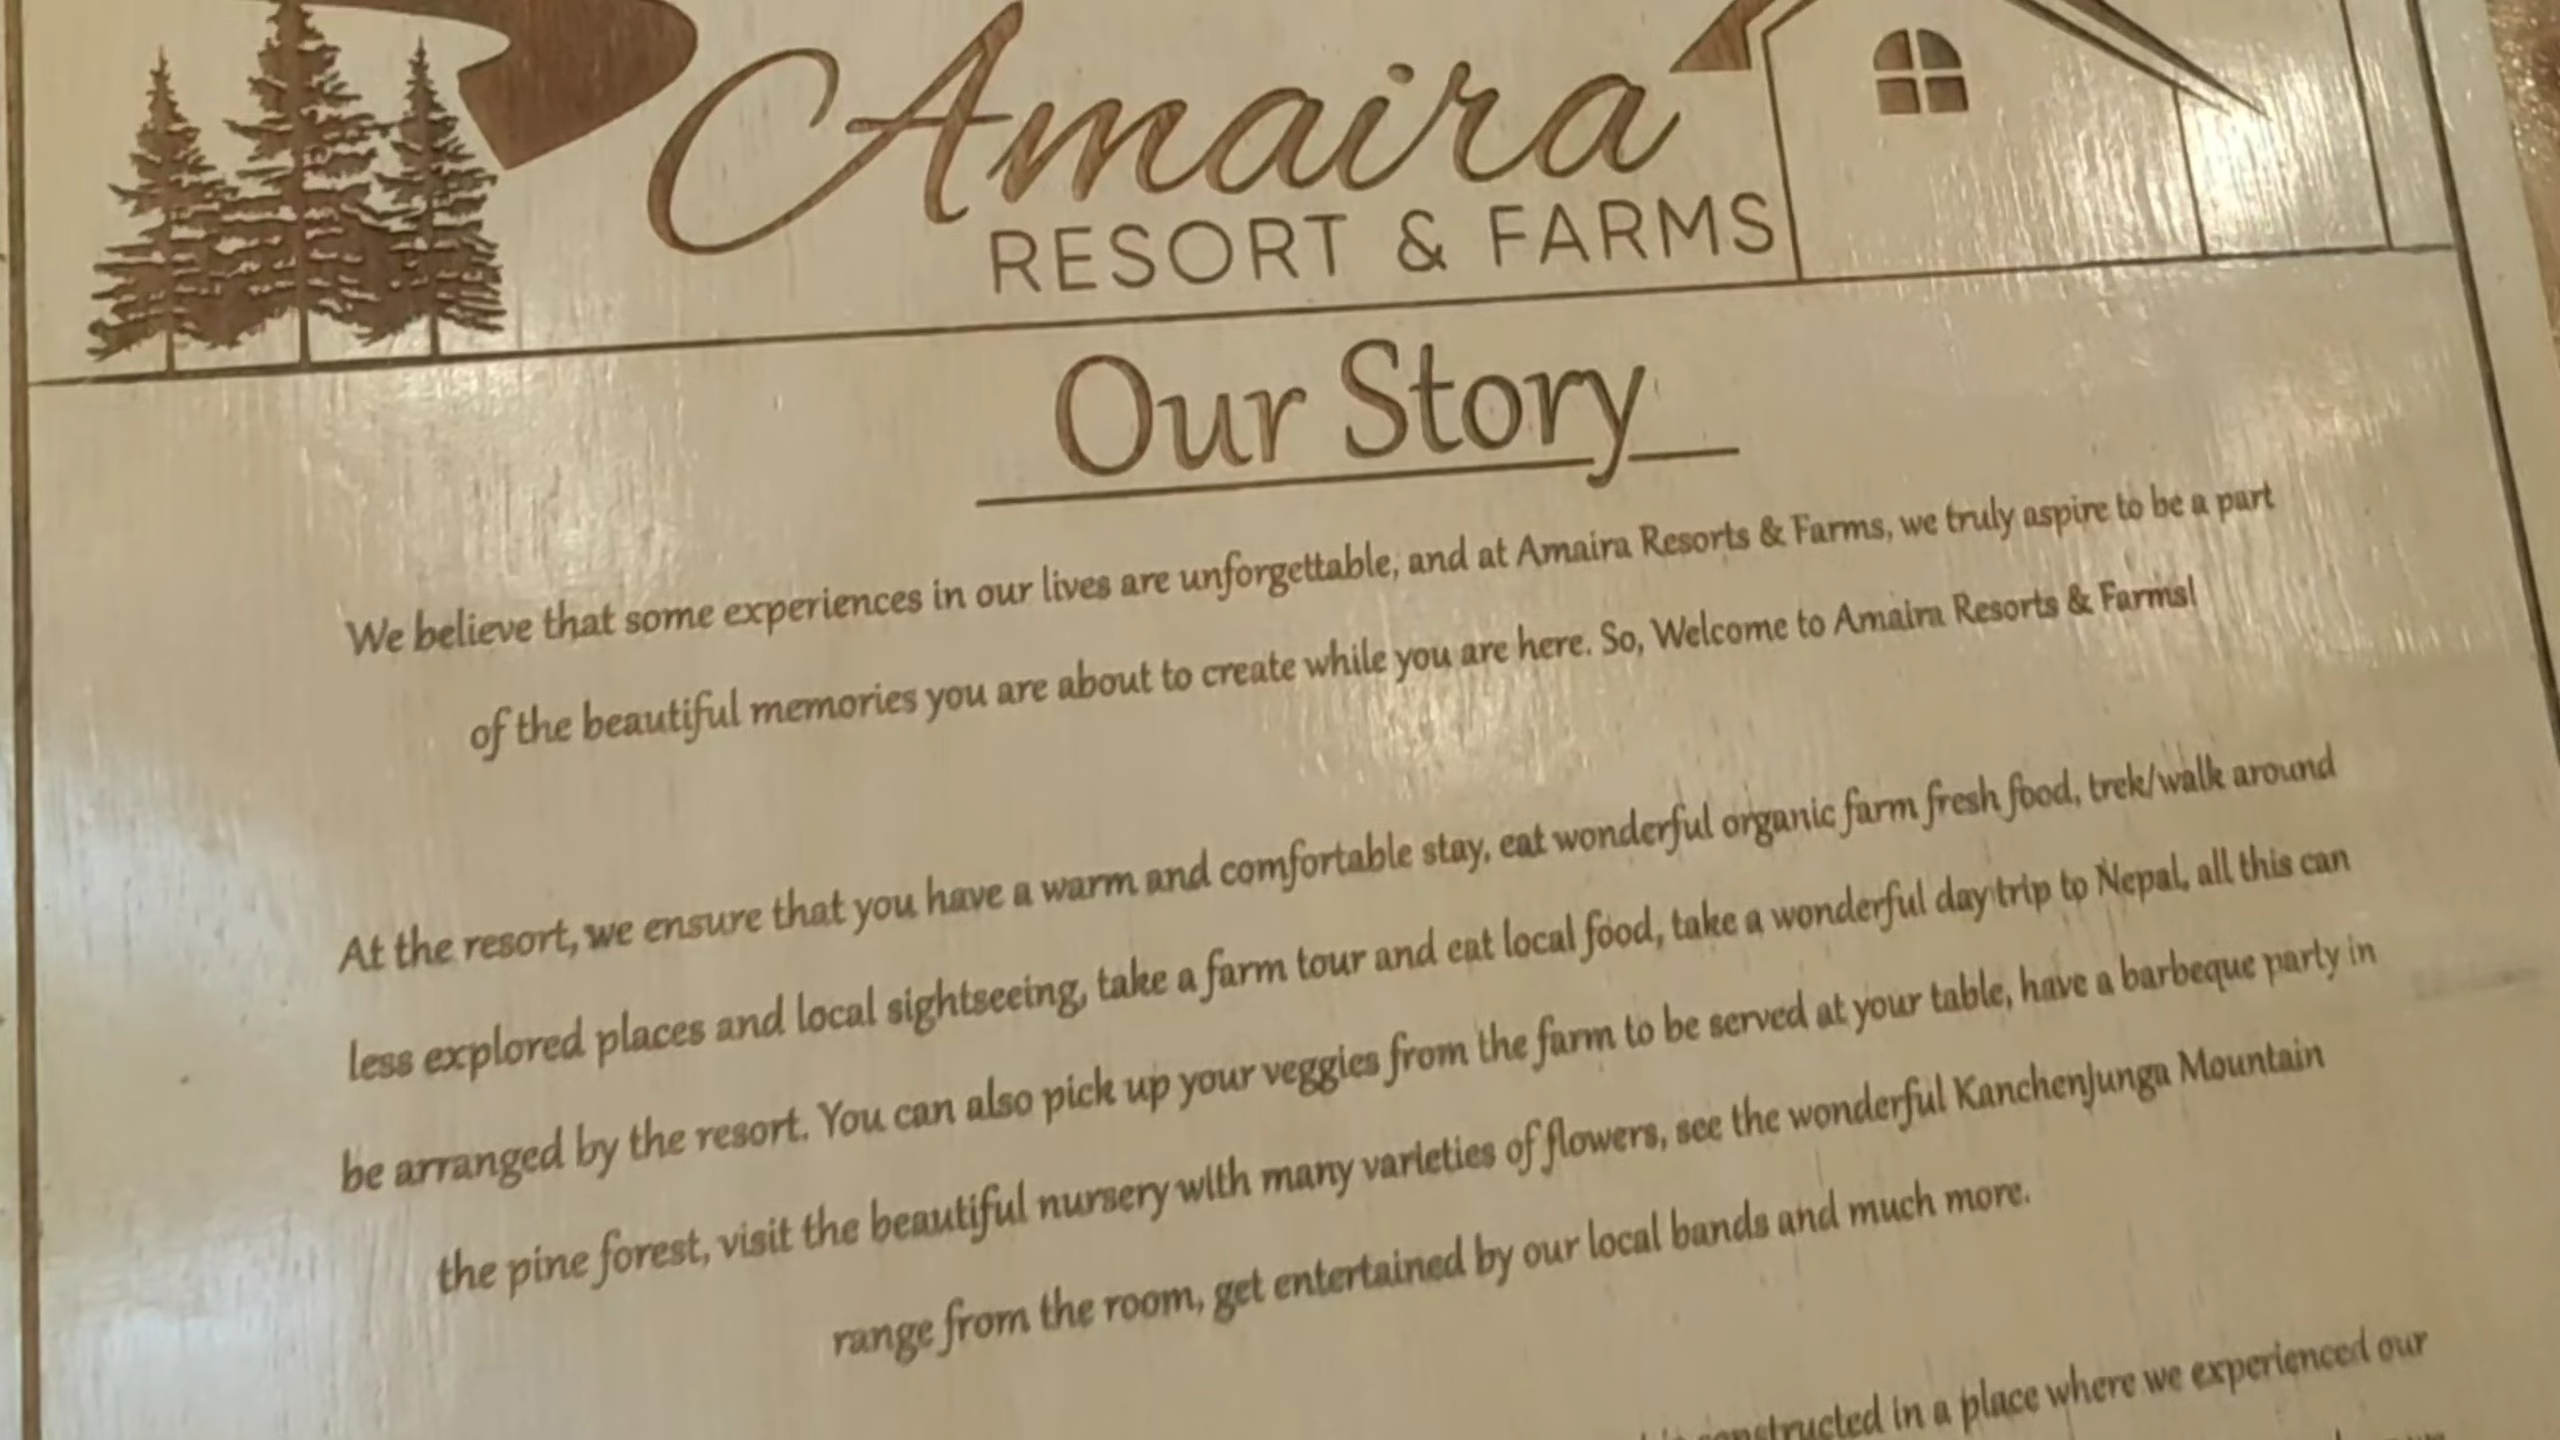 Amaira
RESORT & FARMS
Our Story
We believe that some experiences in our lives are unforgettable, and at Amaira Resorts & Farms, we truly aspire to be a part
of the beautiful memories you are about to create while you are here. So, Welcome to Amaira Resorts & Farms!
At the resort, we ensure that you have a warm and comfortable stay, eat wonderful organic farm fresh food, trek/walk around
less explored places and local sightseeing, take a farm tour and eat local food, take a wonderful day trip to Nepal, all this can
be arranged by the resort. You can also pick up your veggies from the farm to be served at your table, have a barbeque party in
the pine forest, visit the beautiful nursery with many varieties of flowers, see the wonderful KanchenJunga Mountain
range from the room, get entertained by our local bands and much more.
constructed in a place where we experienced our